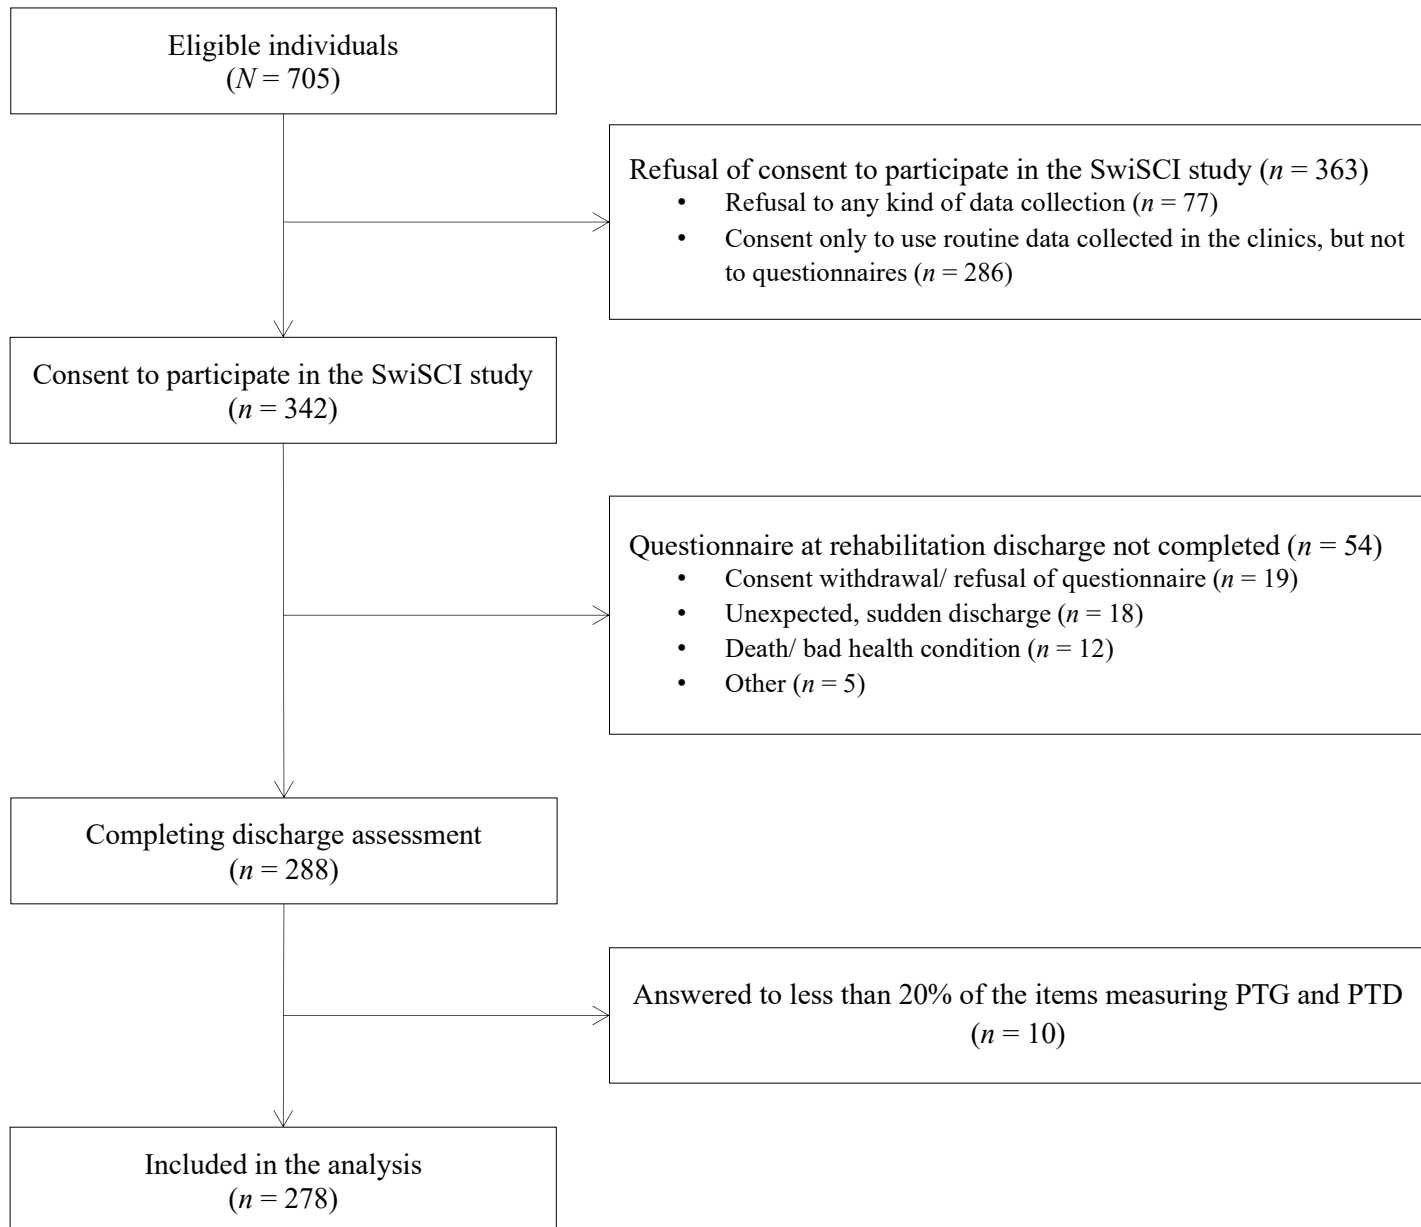 Eligible individuals
(N = 705)
Refusal of consent to participate in the SwiSCI study (n = 363)
• Refusal to any kind of data collection (n = 77)
• Consent only to use routine data collected in the clinics, but not
to questionnaires (n = 286)
Consent to participate in the SwiSCI study
(n = 342)
Questionnaire at rehabilitation discharge not completed (n = 54)
• Consent withdrawal/ refusal of questionnaire (n = 19)
• Unexpected, sudden discharge (n = 18)
• Death/ bad health condition (n = 12)
• Other (n = 5)
Completing discharge assessment
(n = 288)
Answered to less than 20% of the items measuring PTG and PTD
(n = 10)
Included in the analysis
(n = 278)